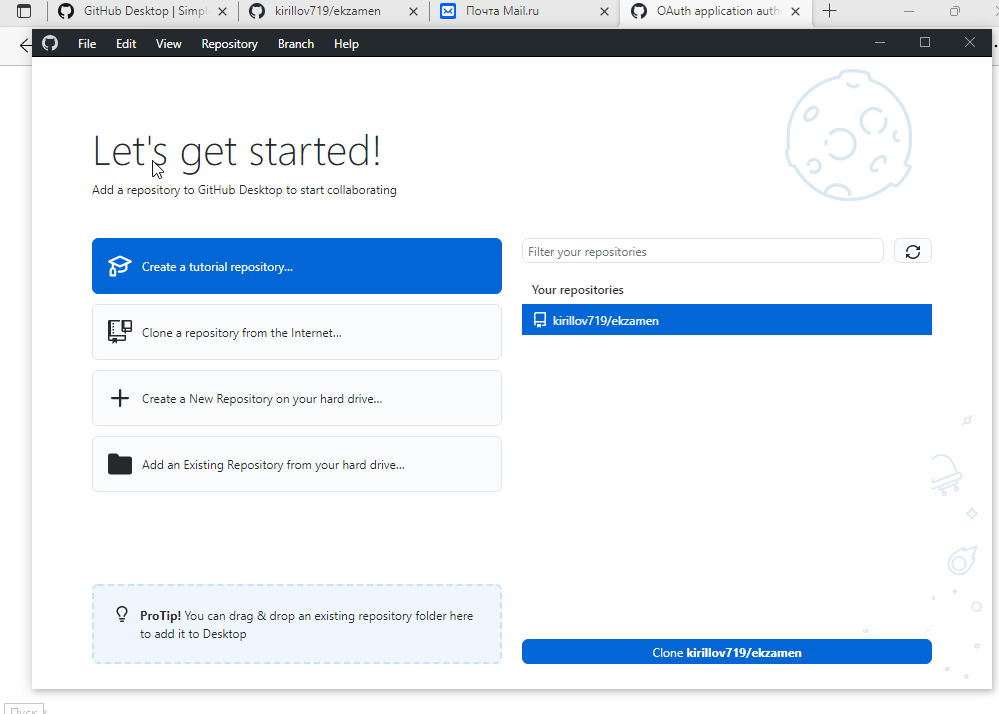 GitHub Desktop | Simpl
kirillov719/ekzamen
Почта Mail.ru
OAuth application auth
File Edit View Repository Branch Help
Let's get started!
Add a repository to GitHub Desktop to start collaborating
Create a tutorial repository...
Clone a repository from the Internet...
Create a New Repository on your hard drive...
Add an Existing Repository from your hard drive...
ProTip! You can drag & drop an existing repository folder here
to add it to Desktop
Filter your repositories
Your repositories
kirillov719/ekzamen
Clone kirillov719/ekzamen
Пуск